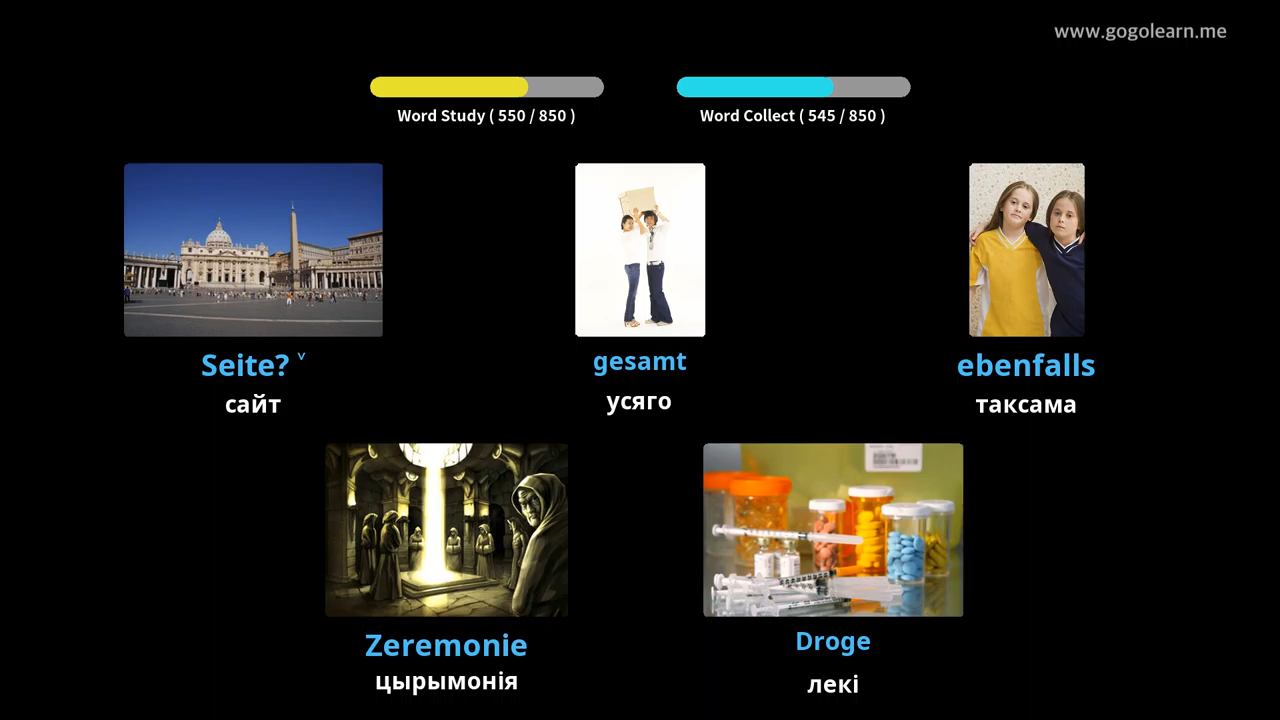 www.gogolearn.me
Word Study ( 550 / 850 )
Word Collect ( 545 / 850 )
Seite? ˅
сайт
gesamt
усяго
ebenfalls
таксама
Zeremonie
цырымонія
Droge
лекі